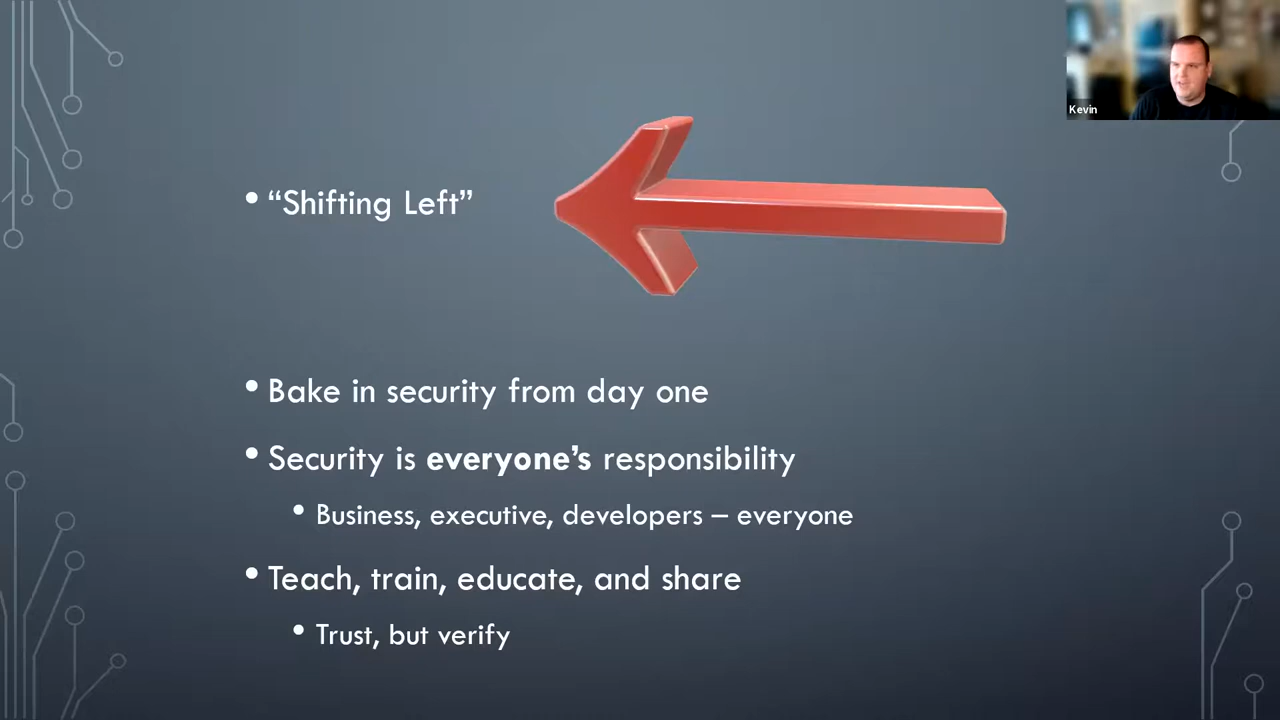 Kevin
• “Shifting Left”
• Bake in security from day one
• Security is everyone’s responsibility
• Business, executive, developers – everyone
• Teach, train, educate, and share
• Trust, but verify